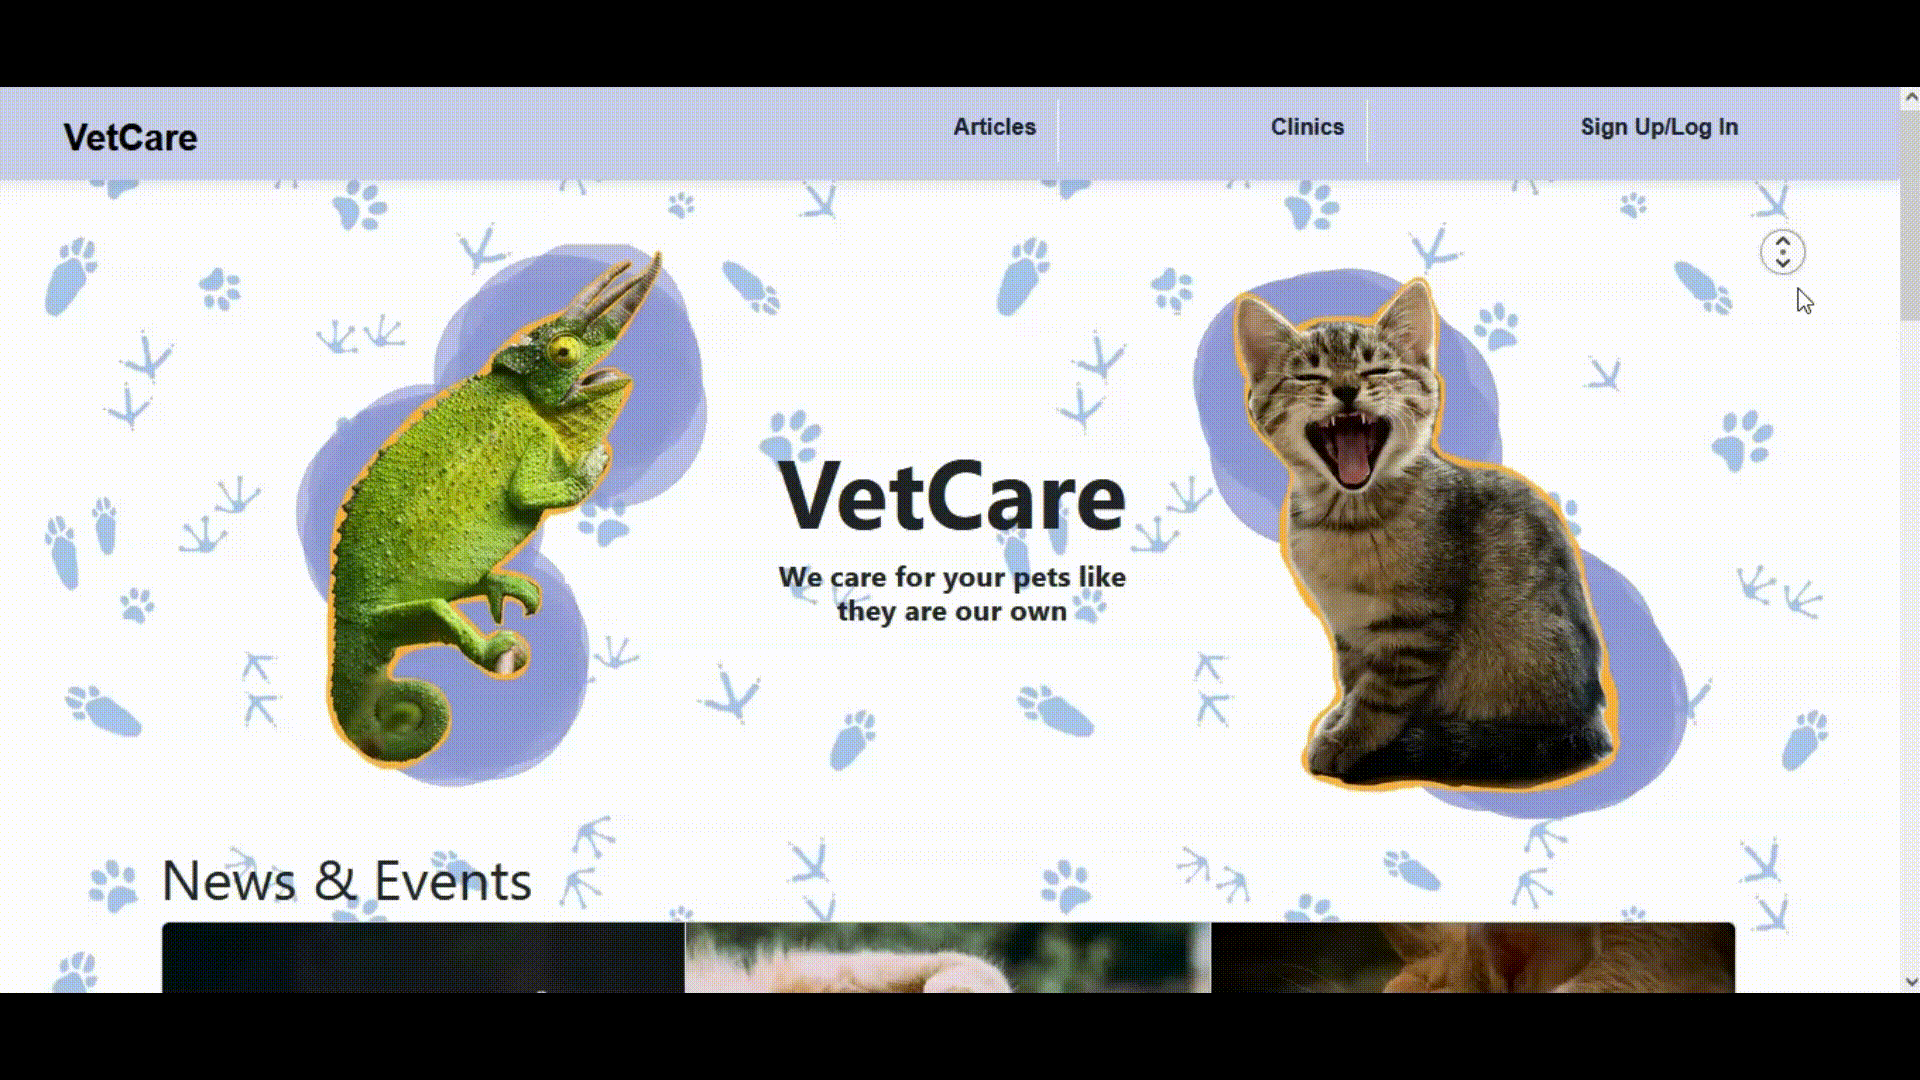 VetCare
Articles
Clinics
Sign Up/Log In
VetCare
We care for your pets like
they are our own
News & Events